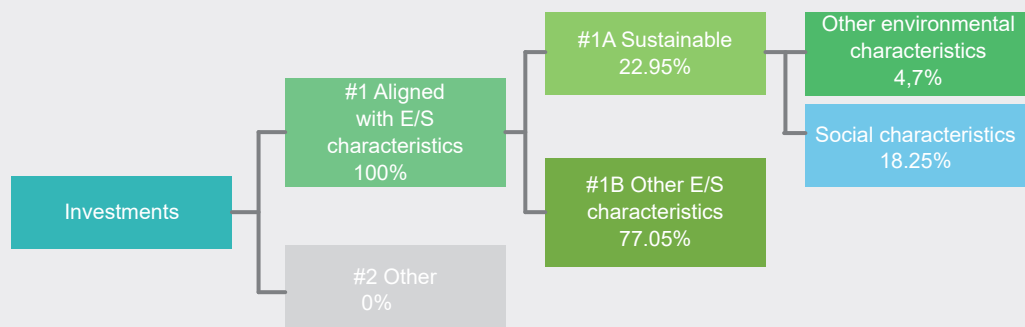 Investments
#1 Aligned
with E/S
characteristics
100%
#2 Other
0%
#1A Sustainable
22.95%
#1B Other E/S
characteristics
77.05%
Other environmental
characteristics
4,7%
Social characteristics
18.25%